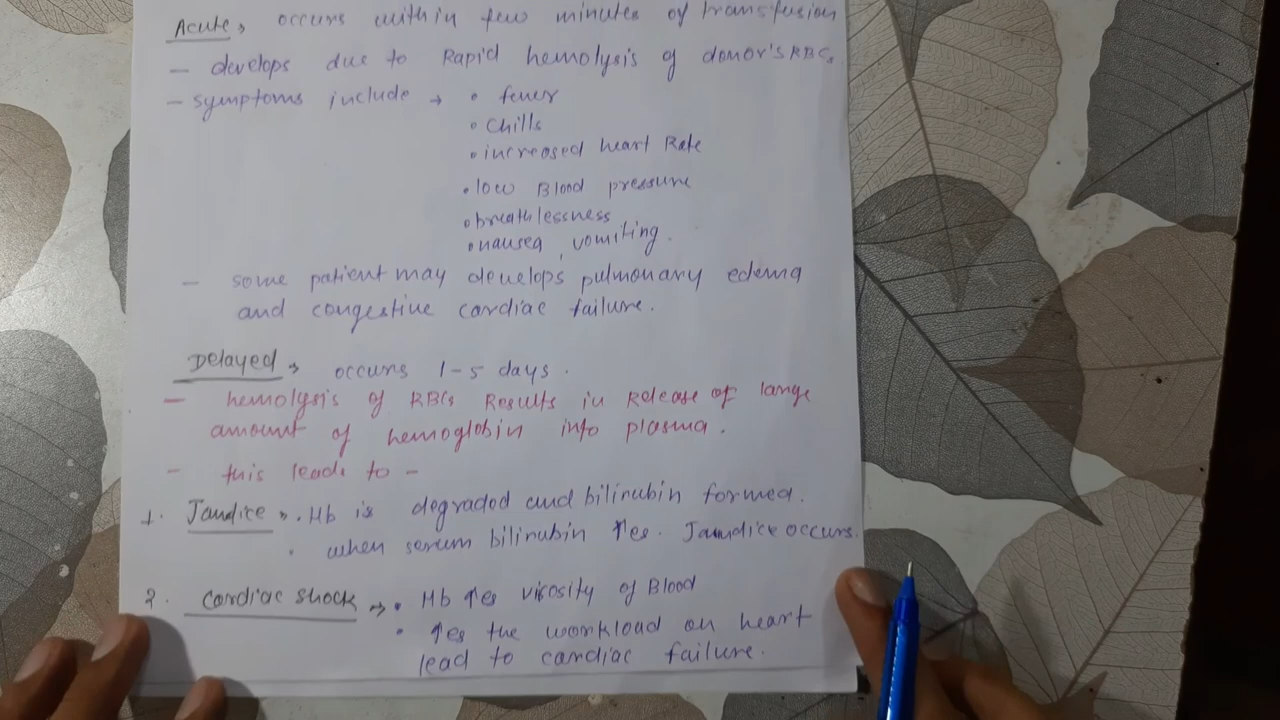 Acute → occurs within few minutes of transfusion
— develops due to Rapid hemolysis of donor's RBCs
— symptoms include → • fever
• chills
• increased heart Rate
• low Blood pressure
• breathlessness
• nausea, vomiting.
— some patient may develops pulmonary edema
and congestive cardiac failure.
Delayed → occurs 1-5 days.
— hemolysis of RBCs Results in Release of large
amount of hemoglobin into plasma.
— this leads to —
1. Jaundice → • Hb is degraded and bilirubin formed.
• when serum bilirubin ↑es. Jaundice occurs.
2. Cardiac shock → • Hb ↑es viscosity of Blood
• ↑es the workload on heart
lead to cardiac failure.